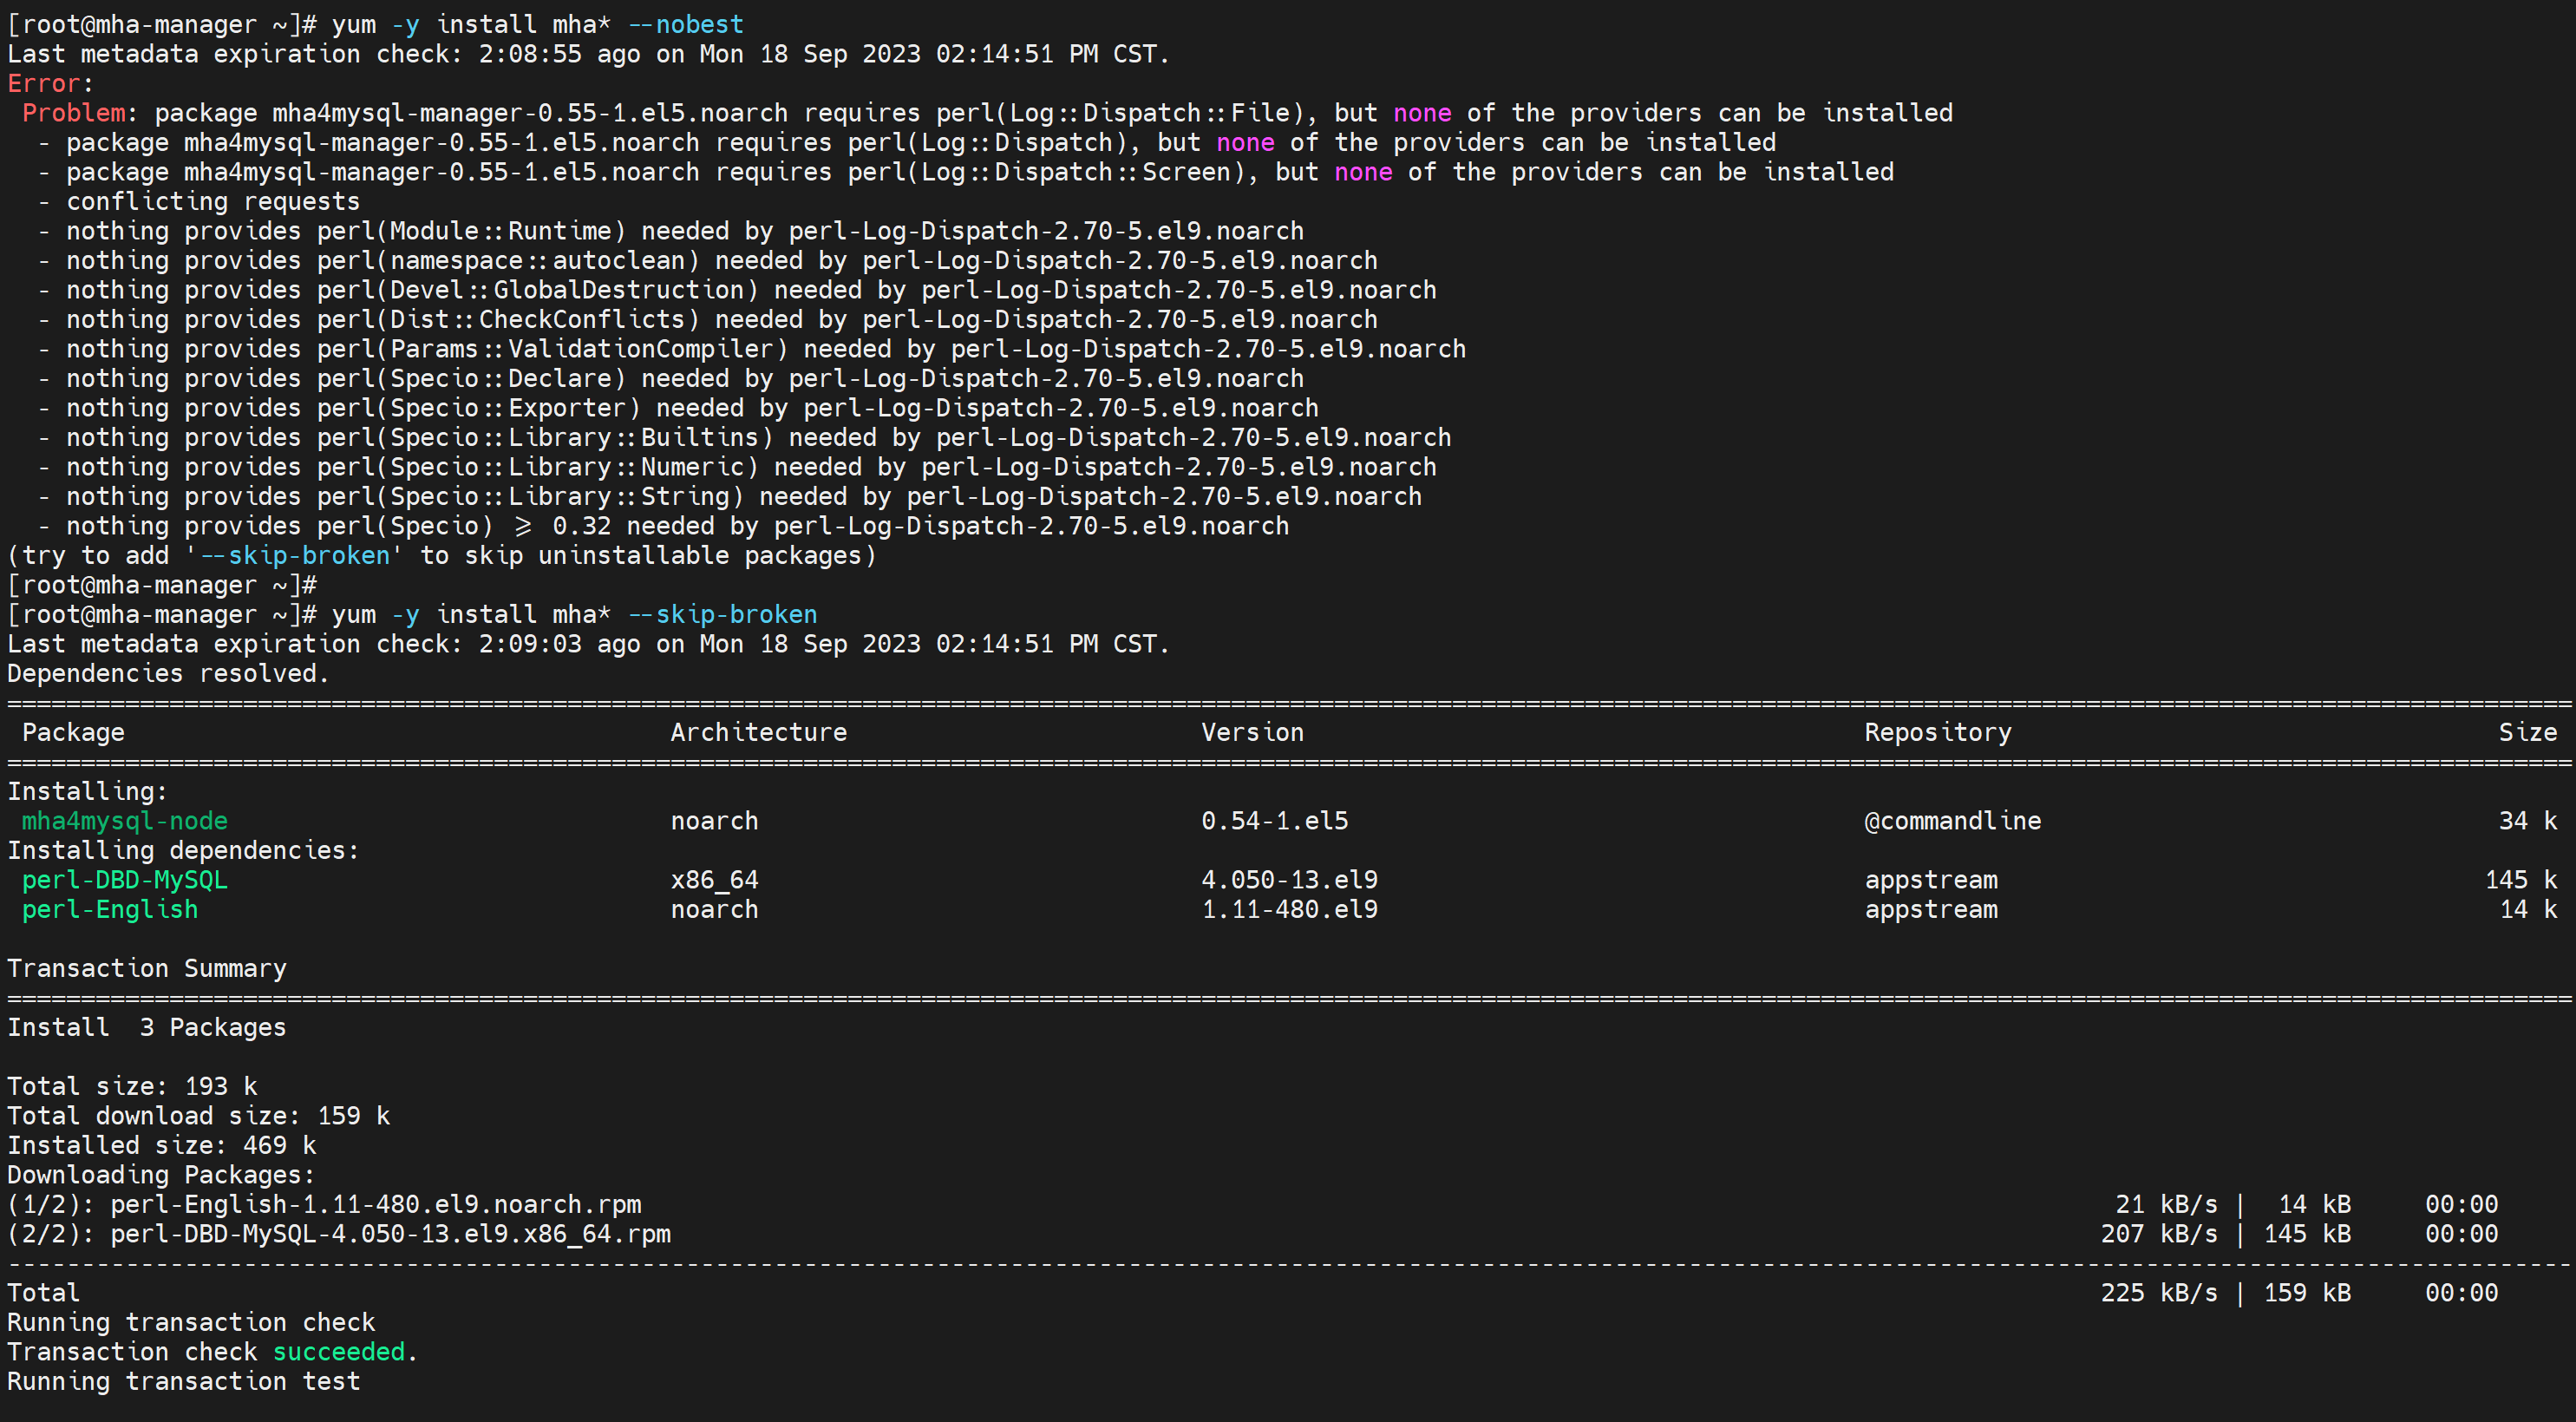 [root@mha-manager ~]# yum -y install mha* --nobest
Last metadata expiration check: 2:08:55 ago on Mon 18 Sep 2023 02:14:51 PM CST.
Error:
 Problem: package mha4mysql-manager-0.55-1.el5.noarch requires perl(Log::Dispatch::File), but none of the providers can be installed
  - package mha4mysql-manager-0.55-1.el5.noarch requires perl(Log::Dispatch), but none of the providers can be installed
  - package mha4mysql-manager-0.55-1.el5.noarch requires perl(Log::Dispatch::Screen), but none of the providers can be installed
  - conflicting requests
  - nothing provides perl(Module::Runtime) needed by perl-Log-Dispatch-2.70-5.el9.noarch
  - nothing provides perl(namespace::autoclean) needed by perl-Log-Dispatch-2.70-5.el9.noarch
  - nothing provides perl(Devel::GlobalDestruction) needed by perl-Log-Dispatch-2.70-5.el9.noarch
  - nothing provides perl(Dist::CheckConflicts) needed by perl-Log-Dispatch-2.70-5.el9.noarch
  - nothing provides perl(Params::ValidationCompiler) needed by perl-Log-Dispatch-2.70-5.el9.noarch
  - nothing provides perl(Specio::Declare) needed by perl-Log-Dispatch-2.70-5.el9.noarch
  - nothing provides perl(Specio::Exporter) needed by perl-Log-Dispatch-2.70-5.el9.noarch
  - nothing provides perl(Specio::Library::Builtins) needed by perl-Log-Dispatch-2.70-5.el9.noarch
  - nothing provides perl(Specio::Library::Numeric) needed by perl-Log-Dispatch-2.70-5.el9.noarch
  - nothing provides perl(Specio::Library::String) needed by perl-Log-Dispatch-2.70-5.el9.noarch
  - nothing provides perl(Specio) ≥ 0.32 needed by perl-Log-Dispatch-2.70-5.el9.noarch
(try to add '--skip-broken' to skip uninstallable packages)
[root@mha-manager ~]#
[root@mha-manager ~]# yum -y install mha* --skip-broken
Last metadata expiration check: 2:09:03 ago on Mon 18 Sep 2023 02:14:51 PM CST.
Dependencies resolved.
 Package Architecture Version Repository Size
Installing:
 mha4mysql-node noarch 0.54-1.el5 @commandline 34 k
Installing dependencies:
 perl-DBD-MySQL x86_64 4.050-13.el9 appstream 145 k
 perl-English noarch 1.11-480.el9 appstream 14 k
Transaction Summary
Install  3 Packages
Total size: 193 k
Total download size: 159 k
Installed size: 469 k
Downloading Packages:
(1/2): perl-English-1.11-480.el9.noarch.rpm 21 kB/s |  14 kB     00:00
(2/2): perl-DBD-MySQL-4.050-13.el9.x86_64.rpm 207 kB/s | 145 kB     00:00
Total 225 kB/s | 159 kB     00:00
Running transaction check
Transaction check succeeded.
Running transaction test